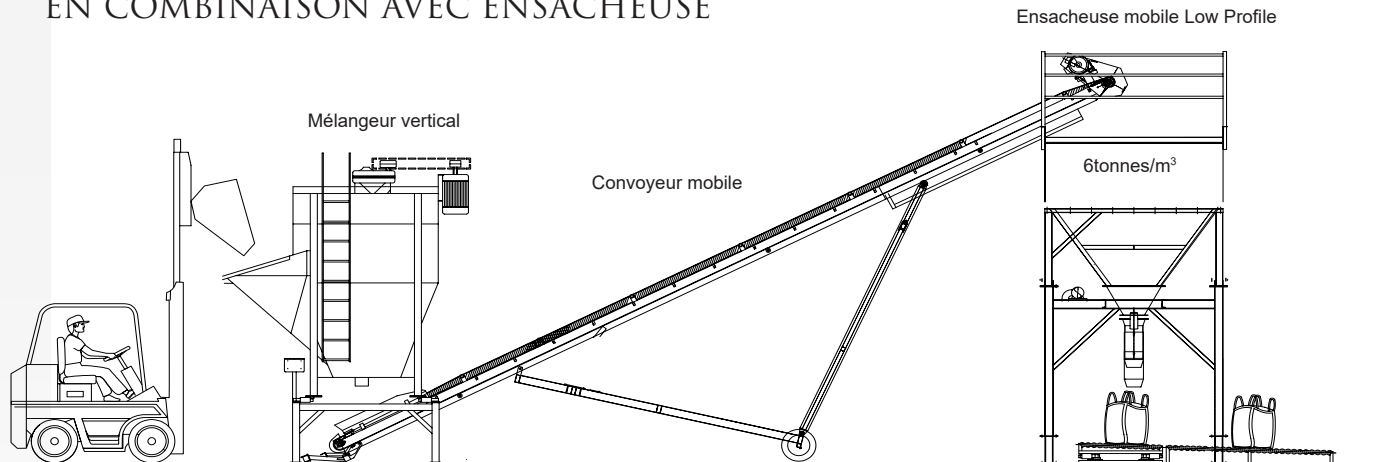 EN COMBINAISON AVEC ENSACHEUSE
Ensacheuse mobile Low Profile
Mélangeur vertical
Convoyeur mobile
6tonnes/m³